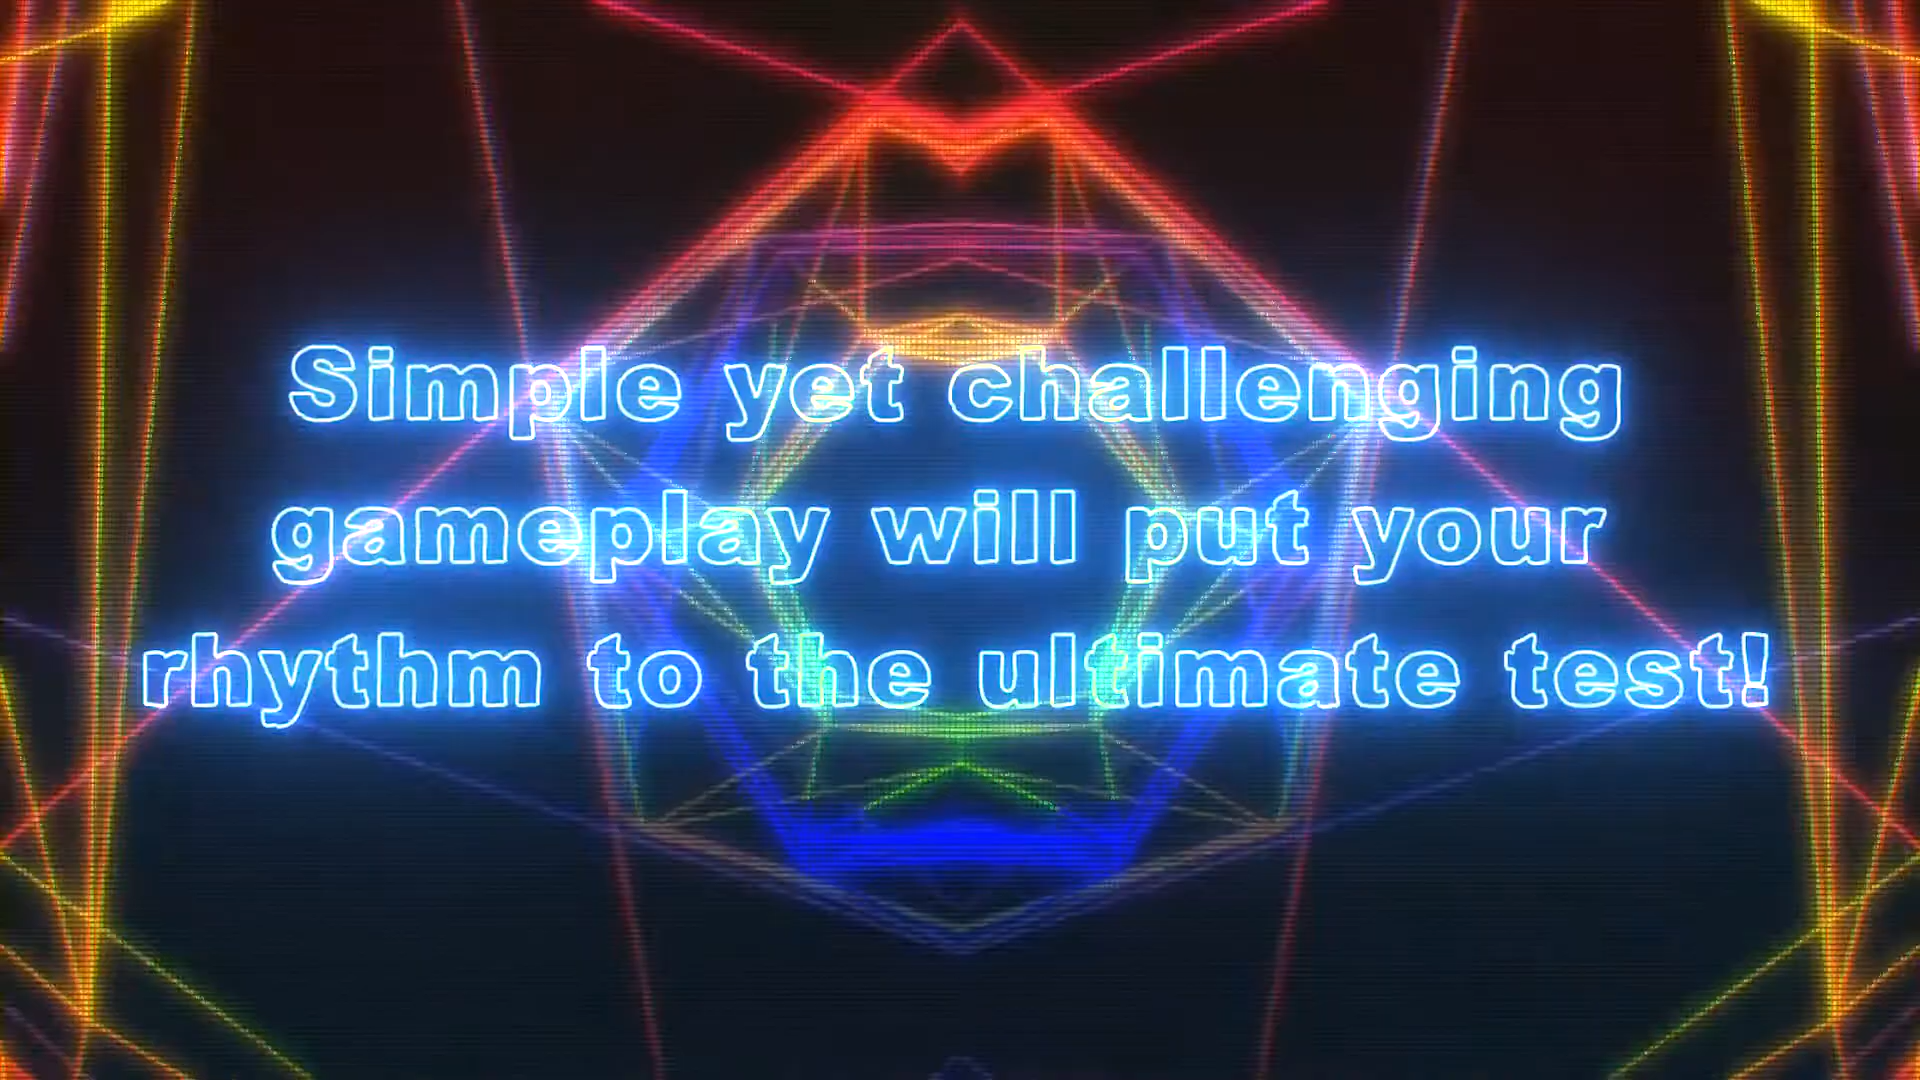 Simple yet challenging
gameplay will put your
rhythm to the ultimate test!